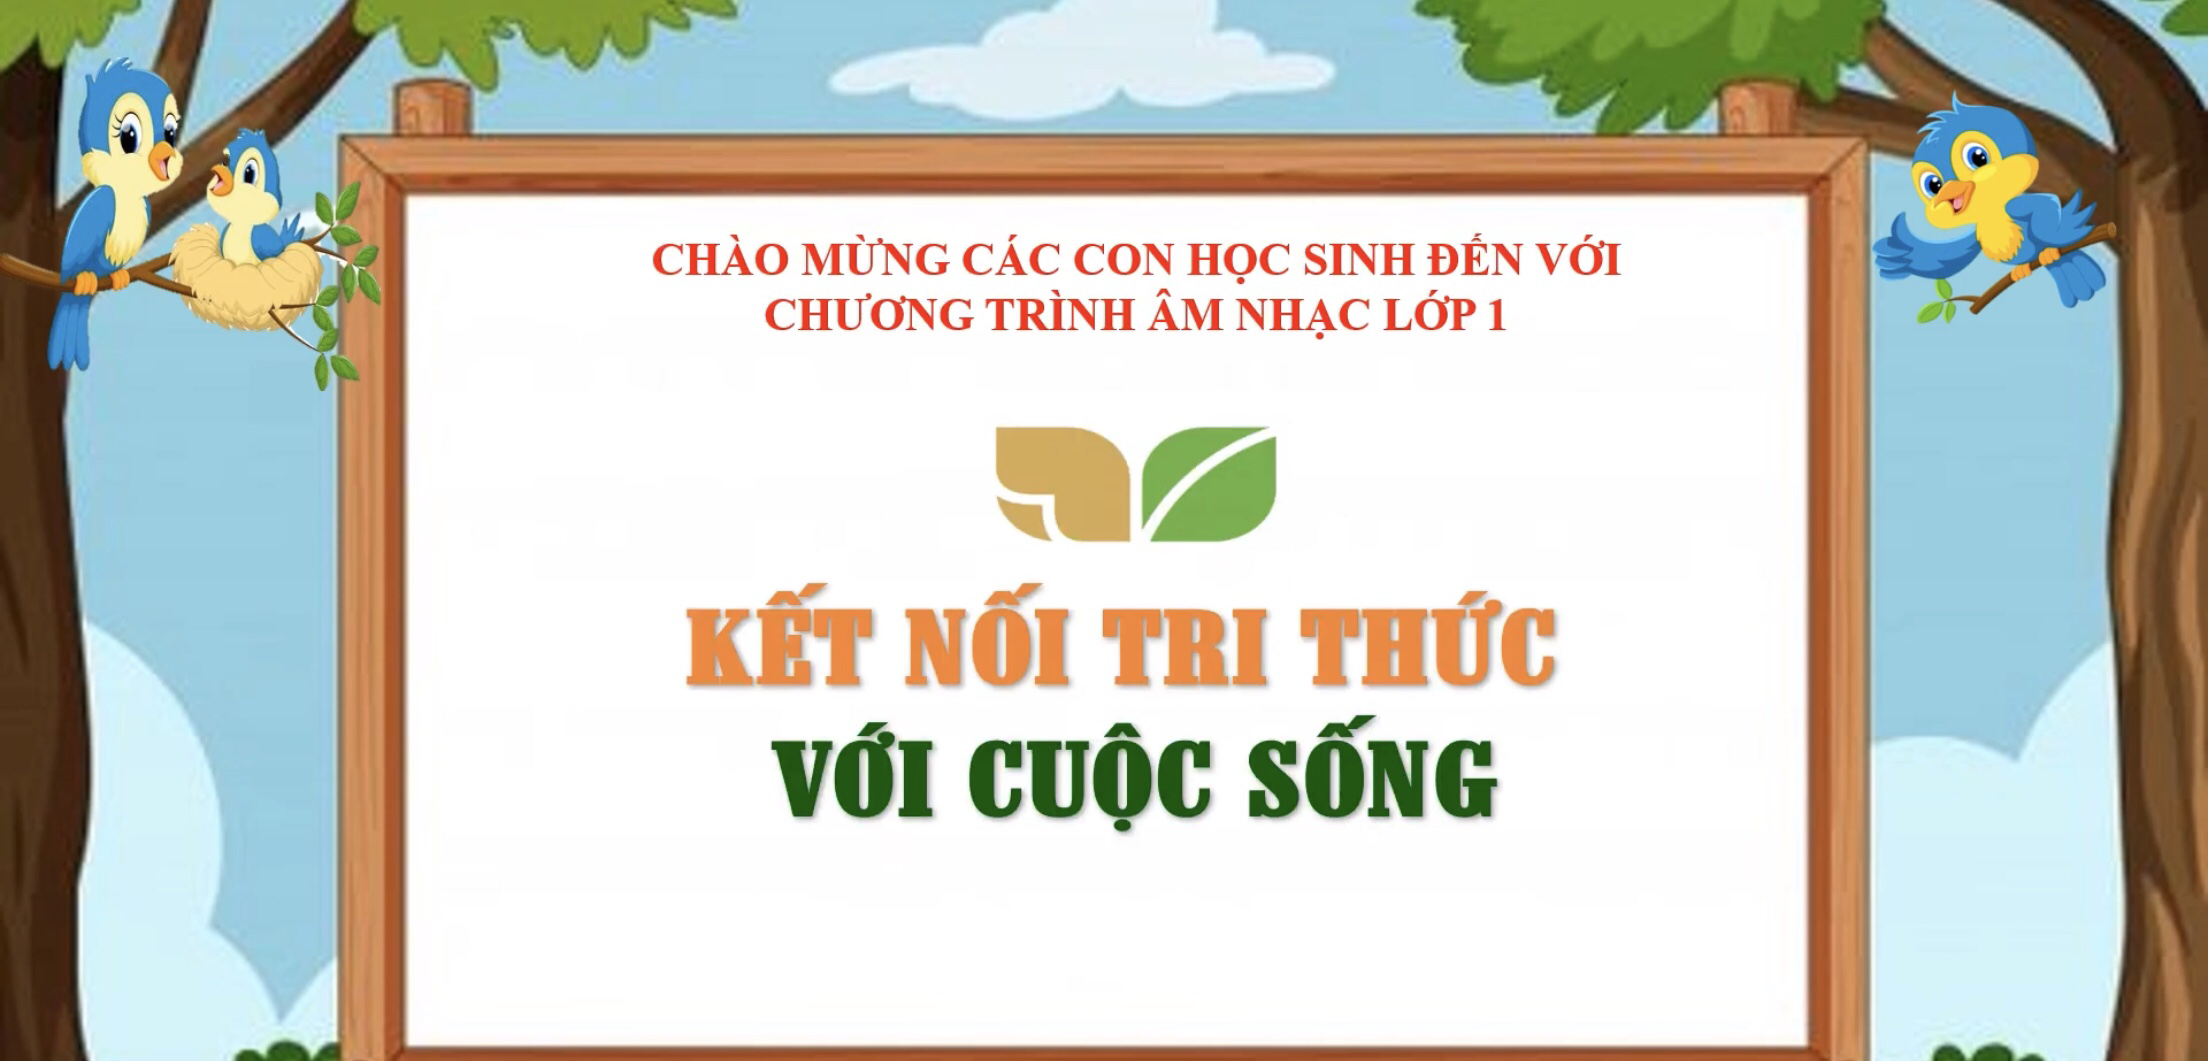 CHÀO MỪNG CÁC CON HỌC SINH ĐẾN VỚI
CHƯƠNG TRÌNH ÂM NHẠC LỚP 1
KẾT NỐI TRI THỨC
VỚI CUỘC SỐNG